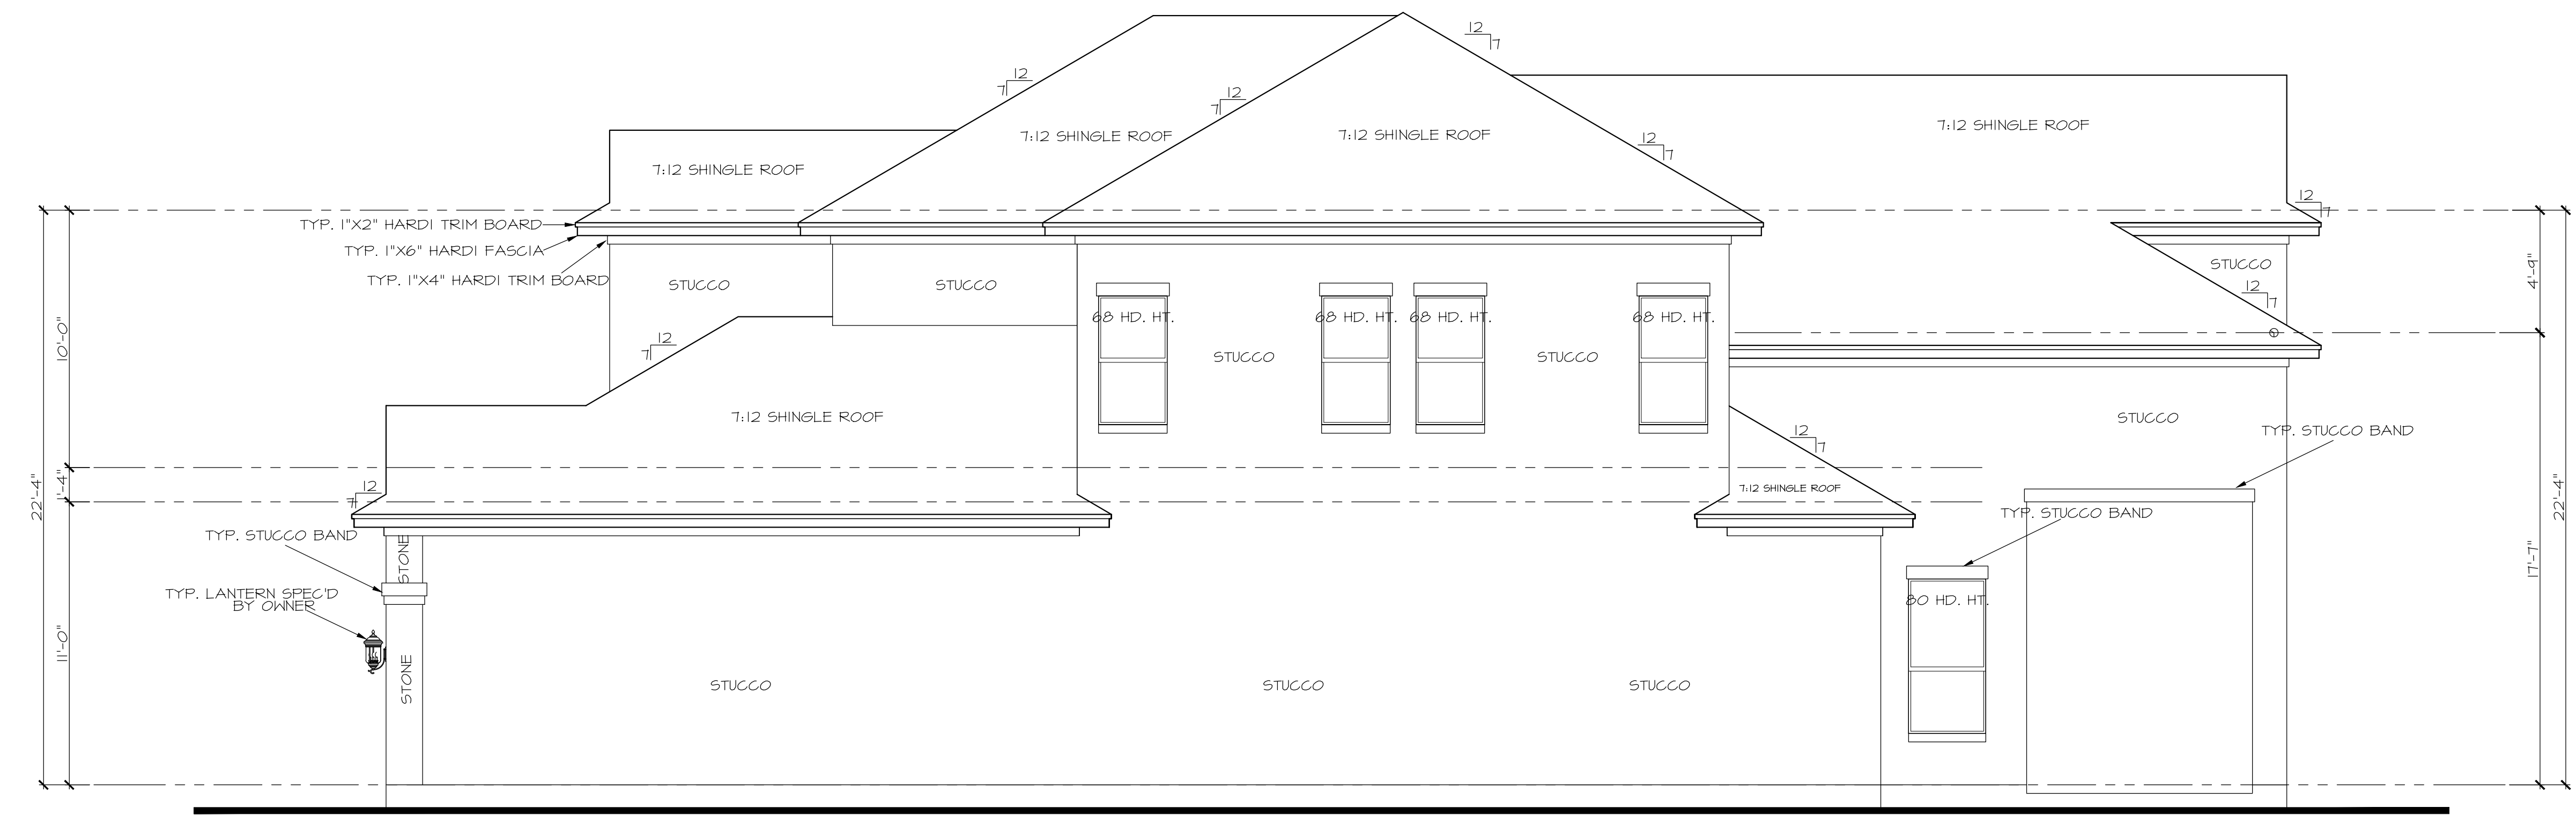 12
7
12
7
12
7
7:12 SHINGLE ROOF
7:12 SHINGLE ROOF
7:12 SHINGLE ROOF
7:12 SHINGLE ROOF
12
7
12
7
TYP. 1"X2" HARDI TRIM BOARD
TYP. 1"X6" HARDI FASCIA
TYP. 1"X4" HARDI TRIM BOARD
STUCCO
STUCCO
STUCCO
4'-9"
12
7
68 HD. HT.
68 HD. HT.
68 HD. HT.
68 HD. HT.
10'-0"
12
7
STUCCO
STUCCO
7:12 SHINGLE ROOF
STUCCO
12
7
TYP. STUCCO BAND
22'-4"
1'-4"
12
7
7:12 SHINGLE ROOF
22'-4"
TYP. STUCCO BAND
TYP. STUCCO BAND
STONE
17'-7"
TYP. LANTERN SPEC'D
BY OWNER
80 HD. HT.
11'-0"
STONE
STUCCO
STUCCO
STUCCO